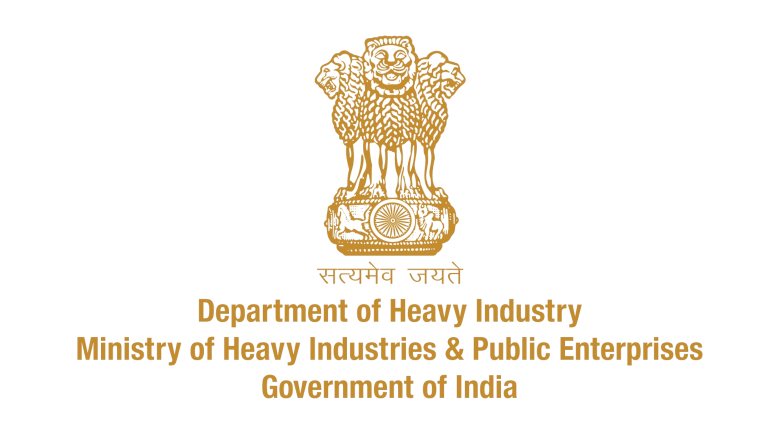 सत्यमेव जयते
Department of Heavy Industry
Ministry of Heavy Industries & Public Enterprises
Government of India